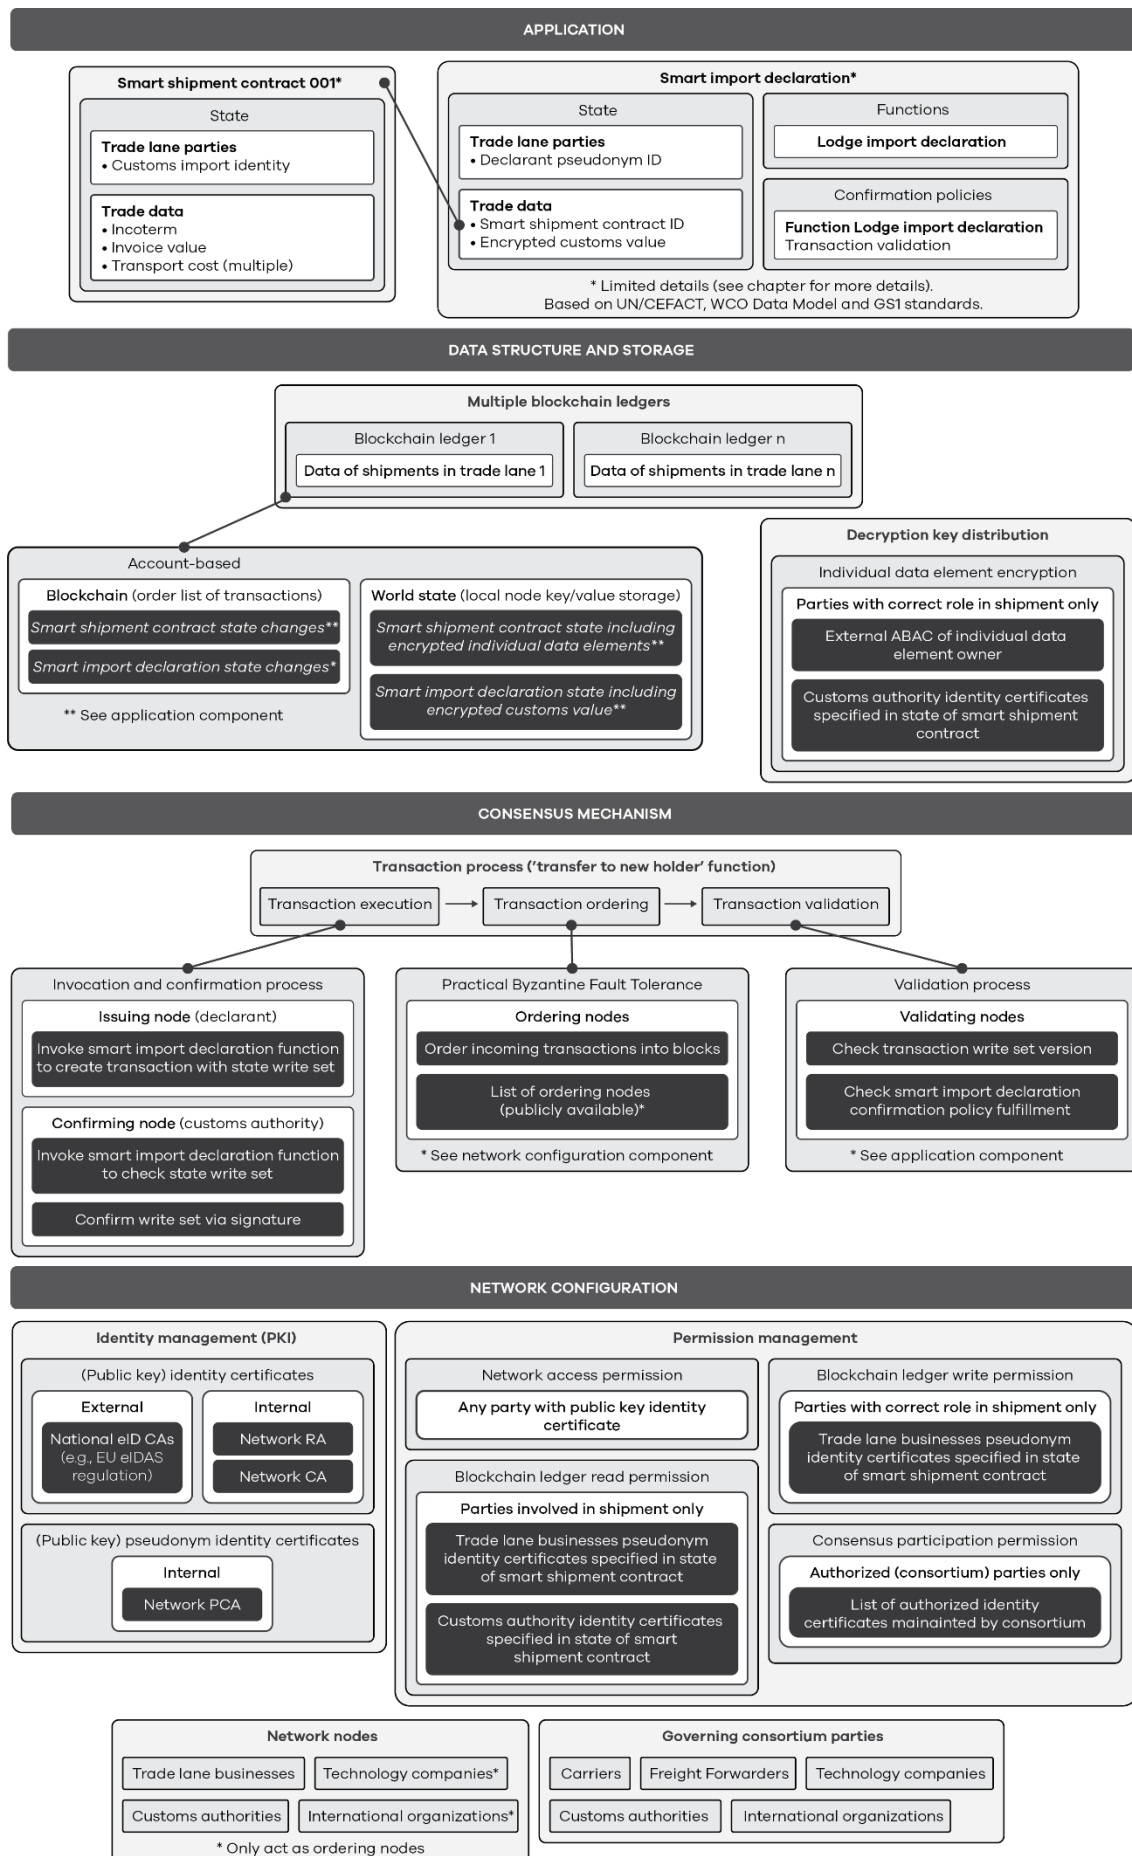 APPLICATION
Smart shipment contract 001*
State
Trade lane parties
• Customs import identity
Trade data
• Incoterm
• Invoice value
• Transport cost (multiple)
Smart import declaration*
State
Trade lane parties
• Declarant pseudonym ID
Trade data
• Smart shipment contract ID
• Encrypted customs value
Functions
Lodge import declaration
Confirmation policies
Function Lodge import declaration
Transaction validation
* Limited details (see chapter for more details).
Based on UN/CEFACT, WCO Data Model and GS1 standards.
DATA STRUCTURE AND STORAGE
Multiple blockchain ledgers
Blockchain ledger 1
Data of shipments in trade lane 1
Blockchain ledger n
Data of shipments in trade lane n
Account-based
Blockchain (order list of transactions)
Smart shipment contract state changes**
Smart import declaration state changes*
** See application component
World state (local node key/value storage)
Smart shipment contract state including
encrypted individual data elements**
Smart import declaration state including
encrypted customs value**
Decryption key distribution
Individual data element encryption
Parties with correct role in shipment only
External ABAC of individual data
element owner
Customs authority identity certificates
specified in state of smart shipment
contract
CONSENSUS MECHANISM
Transaction process ('transfer to new holder' function)
Transaction execution
Transaction ordering
Transaction validation
Invocation and confirmation process
Issuing node (declarant)
Invoke smart import declaration function
to create transaction with state write set
Confirming node (customs authority)
Invoke smart import declaration function
to check state write set
Confirm write set via signature
Practical Byzantine Fault Tolerance
Ordering nodes
Order incoming transactions into blocks
List of ordering nodes
(publicly available)*
* See network configuration component
Validation process
Validating nodes
Check transaction write set version
Check smart import declaration
confirmation policy fulfillment
* See application component
NETWORK CONFIGURATION
Identity management (PKI)
(Public key) identity certificates
External
National eID CAs
(e.g., EU eIDAS
regulation)
Internal
Network RA
Network CA
(Public key) pseudonym identity certificates
Internal
Network PCA
Permission management
Network access permission
Any party with public key identity
certificate
Blockchain ledger read permission
Parties involved in shipment only
Trade lane businesses pseudonym
identity certificates specified in state
of smart shipment contract
Customs authority identity certificates
specified in state of smart
shipment contract
Blockchain ledger write permission
Parties with correct role in shipment only
Trade lane businesses pseudonym
identity certificates specified in state
of smart shipment contract
Consensus participation permission
Authorized (consortium) parties only
List of authorized identity
certificates mainainted by consortium
Network nodes
Trade lane businesses
Technology companies*
Customs authorities
International organizations*
* Only act as ordering nodes
Governing consortium parties
Carriers
Freight Forwarders
Technology companies
Customs authorities
International organizations